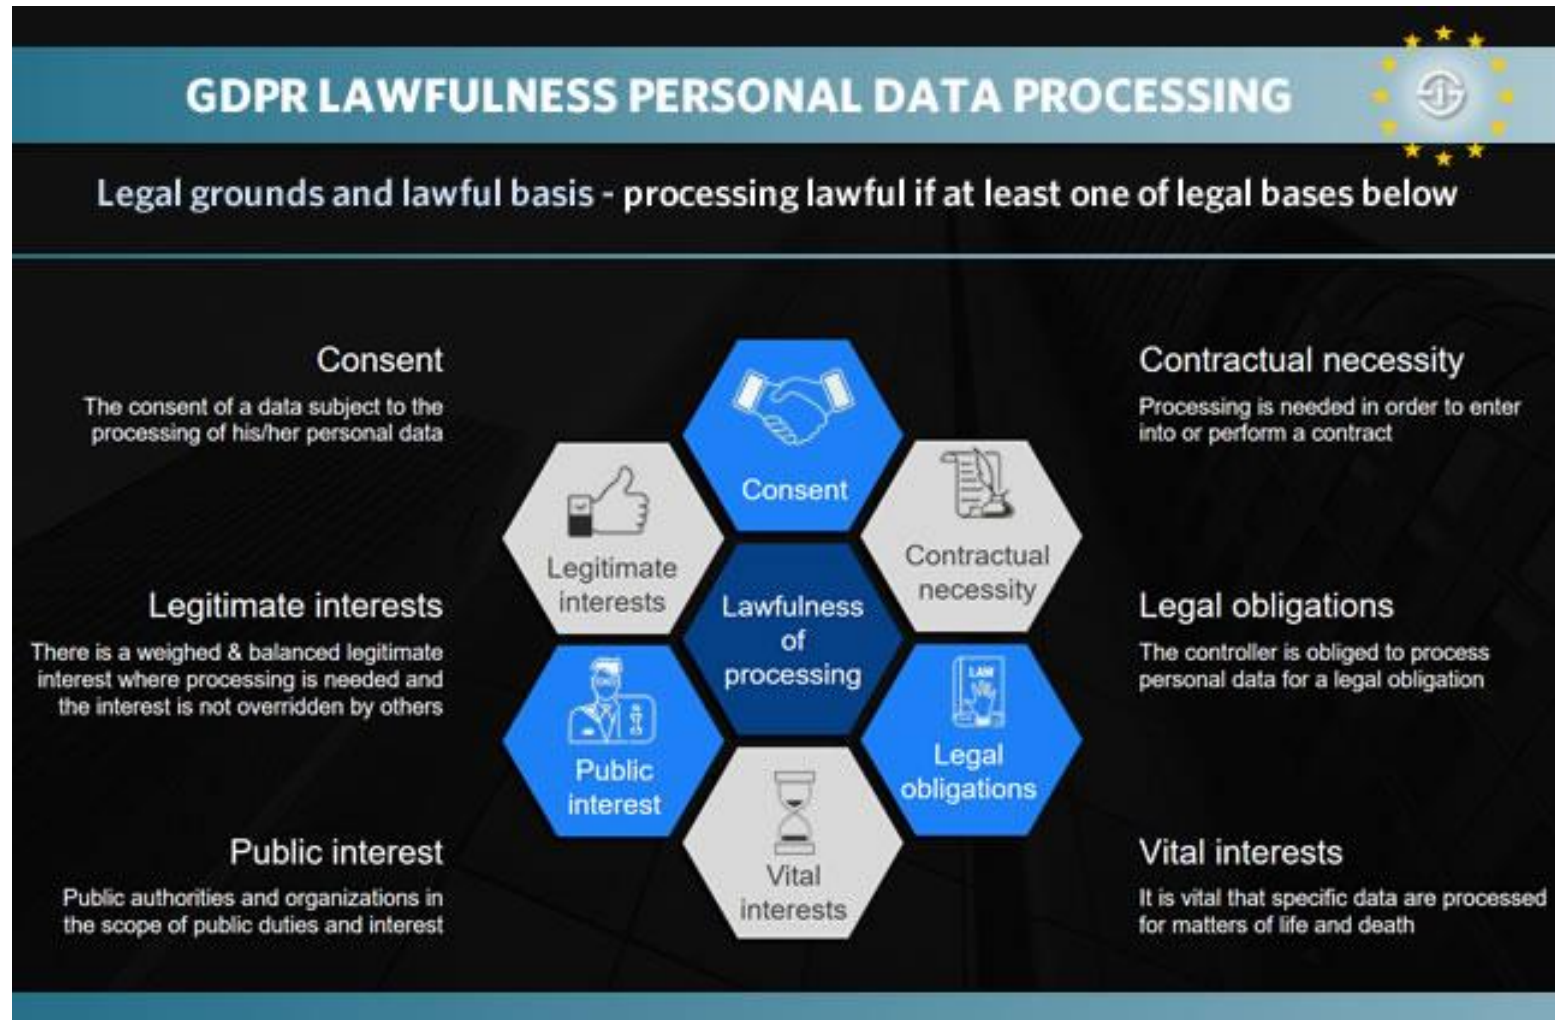 GDPR LAWFULNESS PERSONAL DATA PROCESSING
Legal grounds and lawful basis - processing lawful if at least one of legal bases below
Consent
The consent of a data subject to the
processing of his/her personal data
Legitimate interests
There is a weighed & balanced legitimate
interest where processing is needed and
the interest is not overridden by others
Public interest
Public authorities and organizations in
the scope of public duties and interest
Consent
Legitimate
interests
Contractual
necessity
Lawfulness
of
processing
Public
interest
LAW
Legal
obligations
Vital
interests
Contractual necessity
Processing is needed in order to enter
into or perform a contract
Legal obligations
The controller is obliged to process
personal data for a legal obligation
Vital interests
It is vital that specific data are processed
for matters of life and death